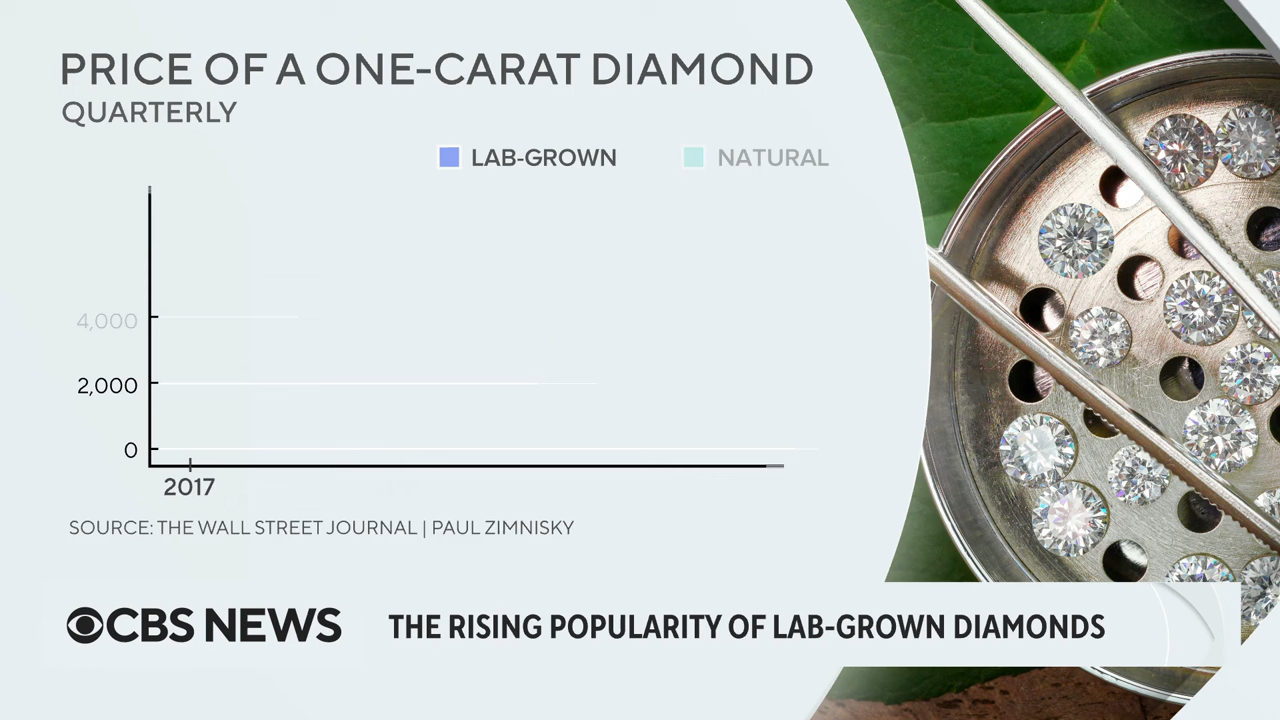 PRICE OF A ONE-CARAT DIAMOND
QUARTERLY
LAB-GROWN NATURAL
4,000
2,000
0
2017
SOURCE: THE WALL STREET JOURNAL | PAUL ZIMNISKY
CBS NEWS THE RISING POPULARITY OF LAB-GROWN DIAMONDS